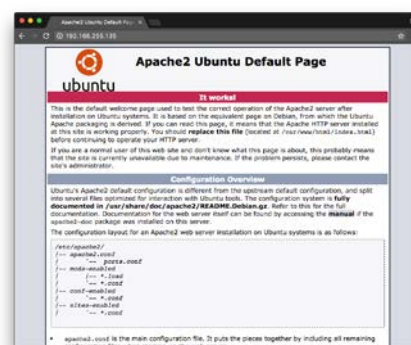 Apache2 Ubuntu Default Page
192.168.255.135
Apache2 Ubuntu Default Page
ubuntu
It works!
This is the default welcome page used to test the correct operation of the Apache2 server after
installation on Ubuntu systems. It is based on the equivalent page on Debian, from which the Ubuntu
Apache packaging is derived. If you can read this page, it means that the Apache HTTP server installed
at this site is working properly. You should replace this file (located at /var/www/html/index.html)
before continuing to operate your HTTP server.
If you are a normal user of this web site and don't know what this page is about, this probably means
that the site is currently unavailable due to maintenance. If the problem persists, please contact the
site's administrator.
Configuration Overview
Ubuntu's Apache2 default configuration is different from the upstream default configuration, and split
into several files optimized for interaction with Ubuntu tools. The configuration system is fully
documented in /usr/share/doc/apache2/README.Debian.gz. Refer to this for the full
documentation. Documentation for the web server itself can be found by accessing the manual if the
apache2-doc package was installed on this server.
The configuration layout for an Apache2 web server installation on Ubuntu systems is as follows:
/etc/apache2/
|-- apache2.conf
| `-- ports.conf
|-- mods-enabled
| |-- *.load
| `-- *.conf
|-- conf-enabled
| `-- *.conf
|-- sites-enabled
| `-- *.conf
• apache2.conf is the main configuration file. It puts the pieces together by including all remaining